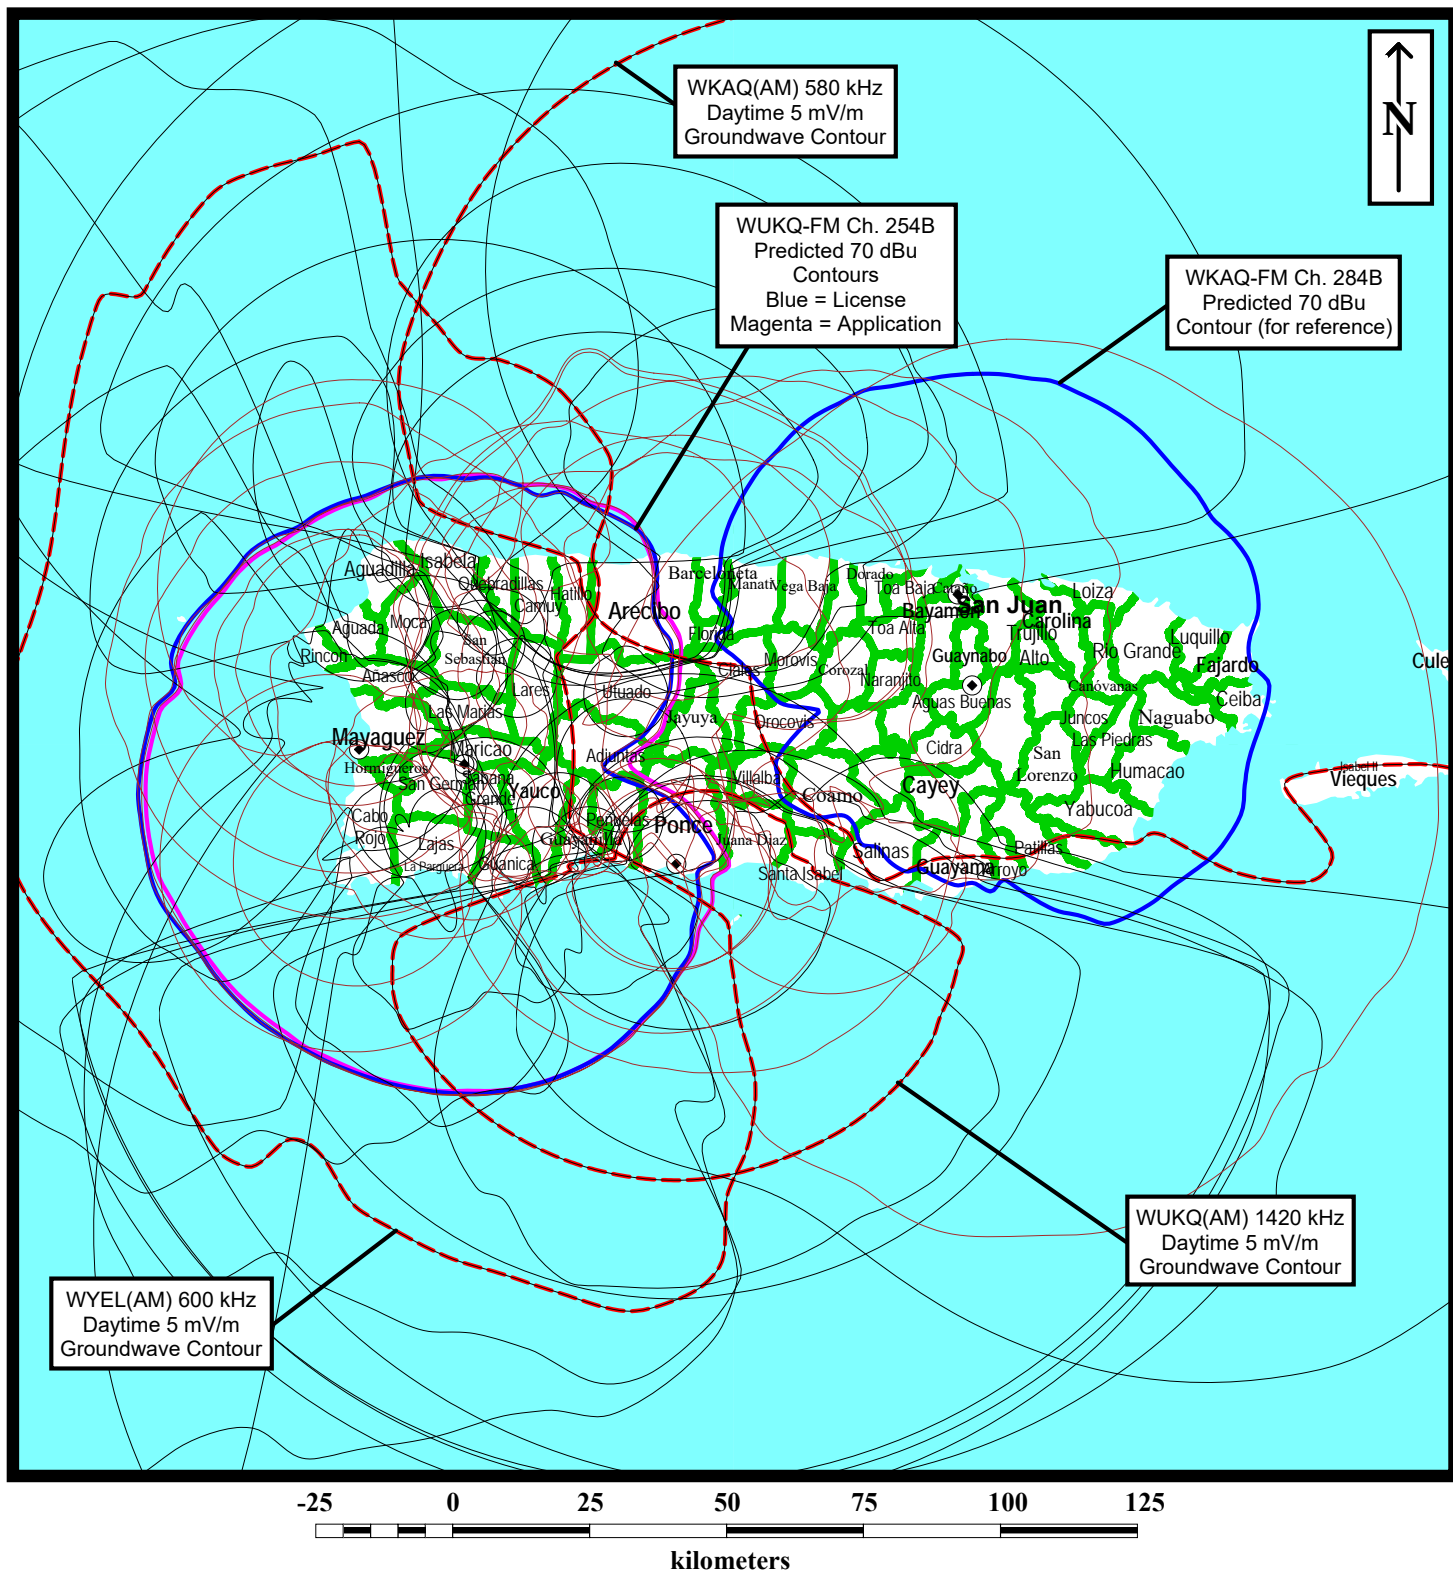 WKAQ(AM) 580 kHz
Daytime 5 mV/m
Groundwave Contour
N
WUKQ-FM Ch. 254B
Predicted 70 dBu
Contours
Blue = License
Magenta = Application
WKAQ-FM Ch. 284B
Predicted 70 dBu
Contour (for reference)
Aguadilla
Isabela
Quebradillas
Camuy
Hatillo
Arecibo
Barceloneta
Manati
Vega Baja
Dorado
Toa Baja
Catano
San Juan
Bayamon
Carolina
Loiza
Aguada
Moca
San
Sebastian
Florida
Toa Alta
Trujillo
Alto
Guaynabo
Rio Grande
Luquillo
Fajardo
Cule
Rincon
Anasco
Lares
Utuado
Ciales
Morovis
Corozal
Naranjito
Canovanas
Ceiba
Las Marias
Jayuya
Orocovis
Aguas Buenas
Juncos
Naguabo
Mayaguez
Maricao
Adjuntas
Cidra
Las Piedras
Hormigueros
San German
Sabana
Grande
Yauco
Villalba
Coamo
Cayey
San
Lorenzo
Humacao
Isabel II
Vieques
Cabo
Rojo
Lajas
Penuelas
Ponce
Yabucoa
La Parguera
Guanica
Guayanilla
Juana Diaz
Santa Isabel
Salinas
Guayama
Arroyo
Patillas
WUKQ(AM) 1420 kHz
Daytime 5 mV/m
Groundwave Contour
WYEL(AM) 600 kHz
Daytime 5 mV/m
Groundwave Contour
-25 0 25 50 75 100 125
kilometers